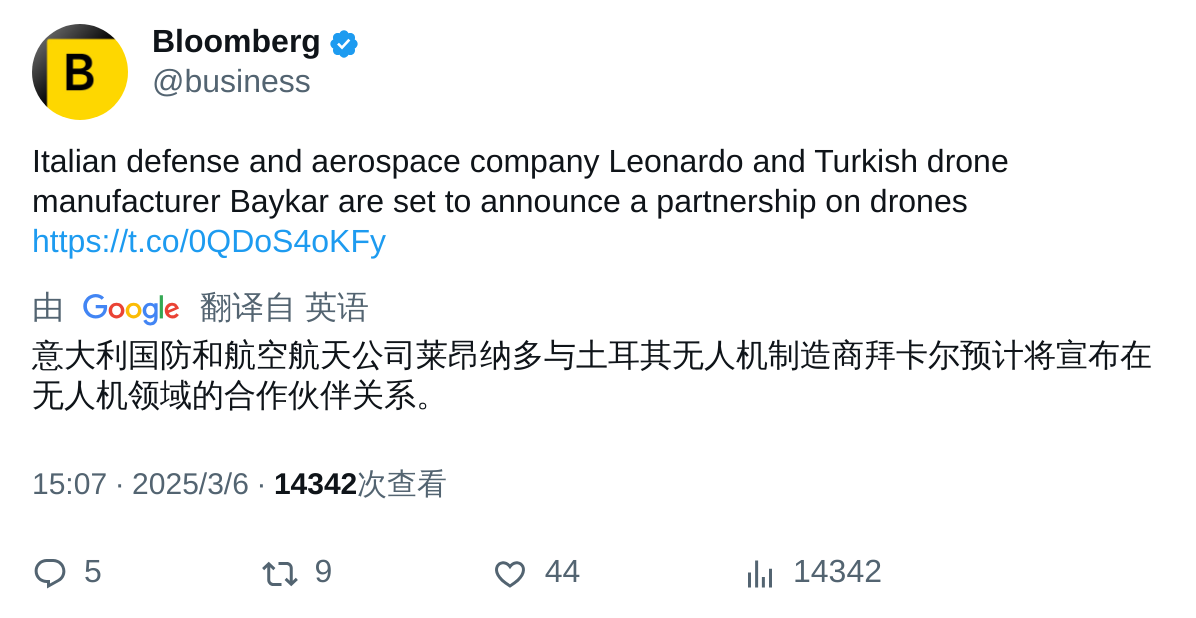 B
Bloomberg
@business
Italian defense and aerospace company Leonardo and Turkish drone
manufacturer Baykar are set to announce a partnership on drones
https://t.co/0QDoS4oKFy
由 Google 翻译自 英语
意大利国防和航空航天公司莱昂纳多与土耳其无人机制造商拜卡尔预计将宣布在
无人机领域的合作伙伴关系。
15:07 · 2025/3/6 · 14342次查看
5 9 44 14342